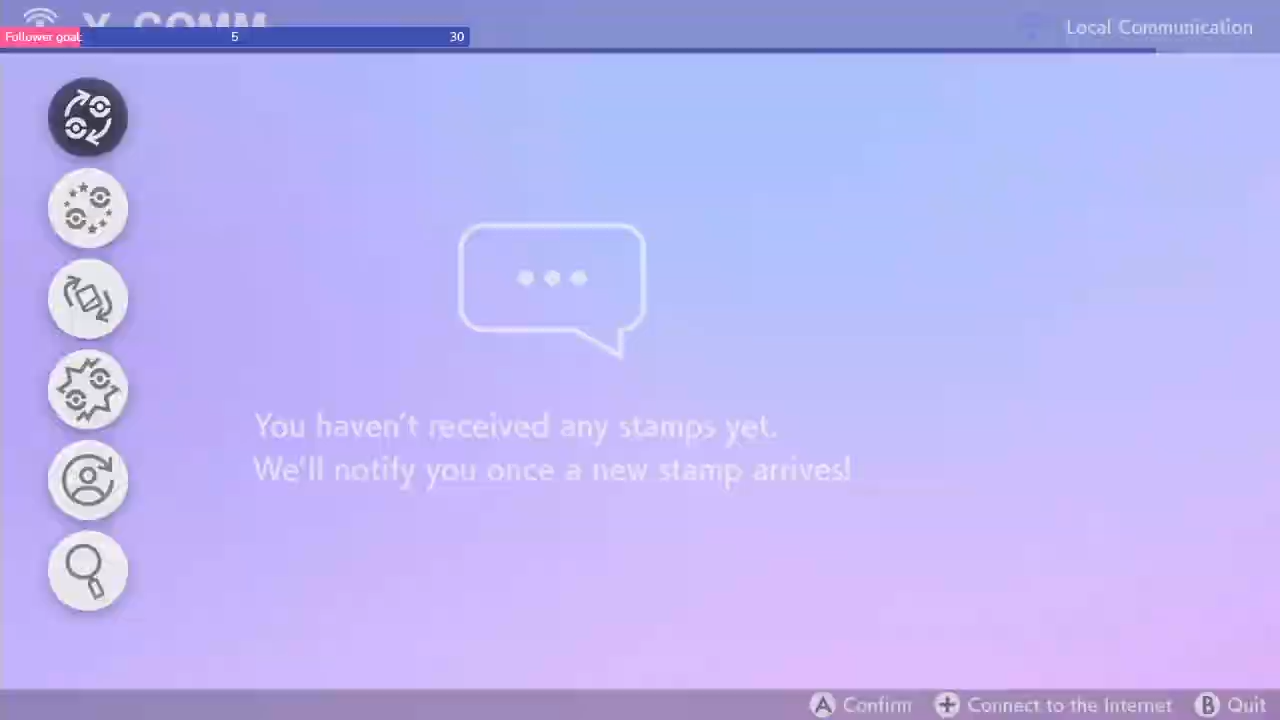 Y-COMM
Local Communication
Follower goal:
5
30
You haven't received any stamps yet.
We'll notify you once a new stamp arrives!
A Confirm
+ Connect to the Internet
B Quit